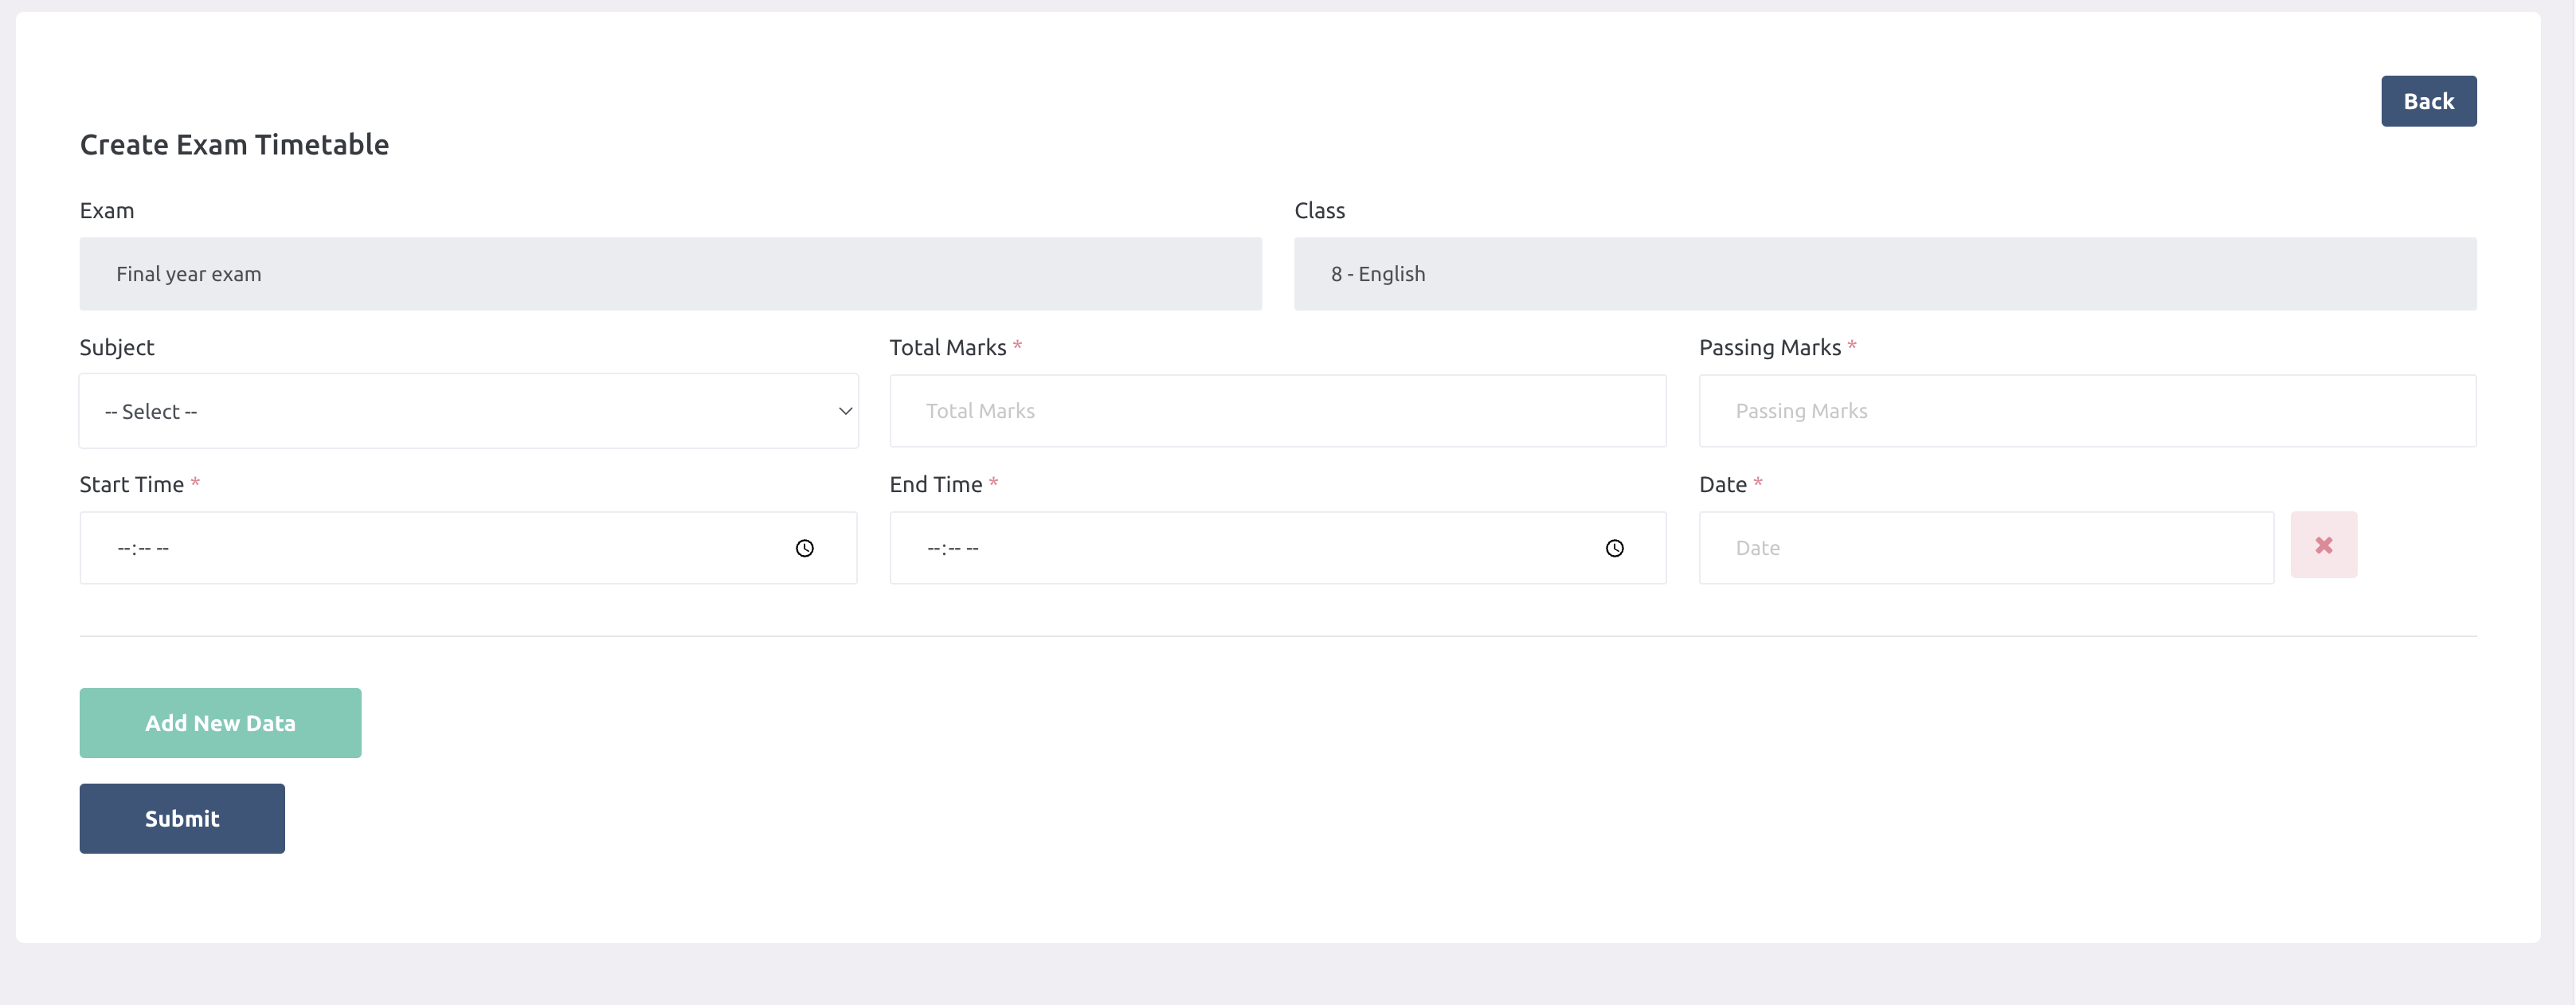 Back
Create Exam Timetable
Exam
Class
Final year exam
8 - English
Subject
Total Marks *
Passing Marks *
-- Select --
Total Marks
Passing Marks
Start Time *
End Time *
Date *
--:-- --
--:-- --
Date
Add New Data
Submit